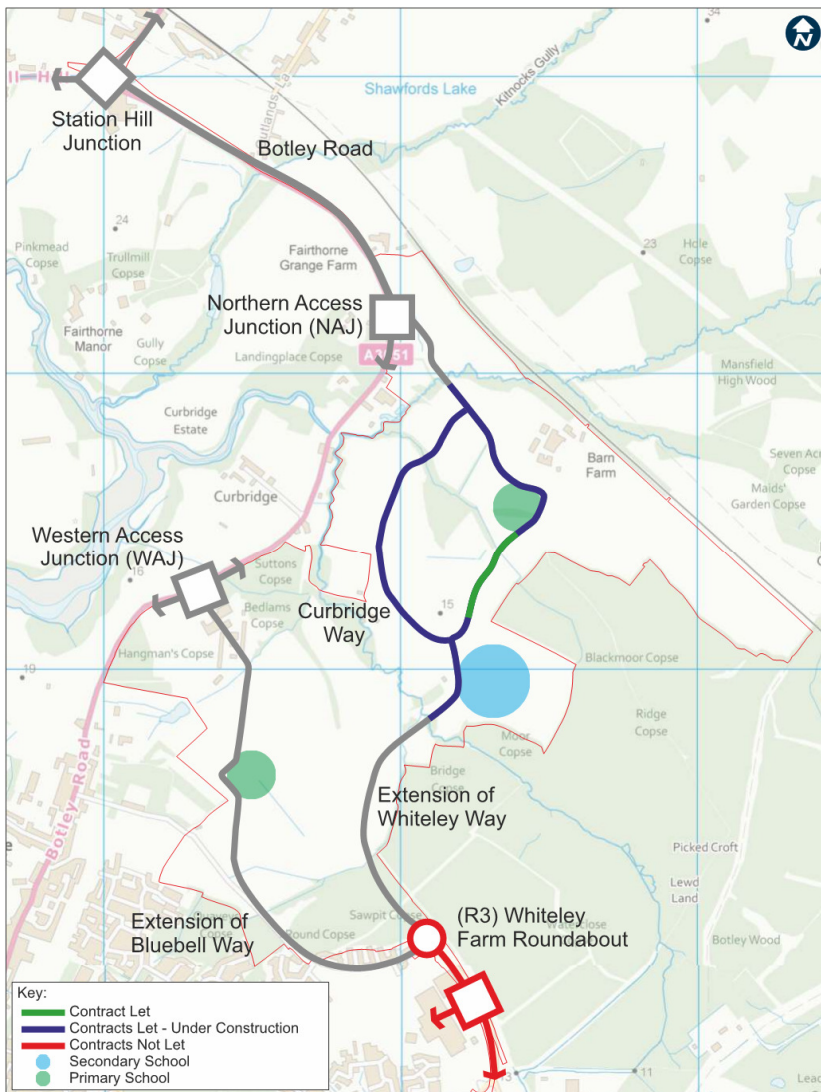 N
34
Shawfords Lake
Kitnocks Gully
Station Hill
Junction
Botley Road
24
23
Hole
Copse
Pinkmead
Copse
Trullmill
Copse
Fairthorne
Grange Farm
Northern Access
Junction (NAJ)
Fairthorne
Manor
Gully
Copse
Landingplace Copse
Mansfield
High Wood
Curbridge
Estate
Barn
Farm
Seven Acre
Copse
Maids'
Garden Copse
Curbridge
Western Access
Junction (WAJ)
16
Suttons
Copse
Bedlams
Copse
Curbridge
Way
15
Hangman's Copse
19
Blackmoor Copse
Moor
Copse
Ridge
Copse
Bridge
Botley Road
Extension of
Whiteley Way
Picked Croft
Lewd
Land
Extension of
Bluebell Way
Copse
Round Copse
Sawpit Copse
(R3) Whiteley
Farm Roundabout
Botley Wood
Key:
Contract Let
Contracts Let - Under Construction
Contracts Not Let
Secondary School
Primary School
11